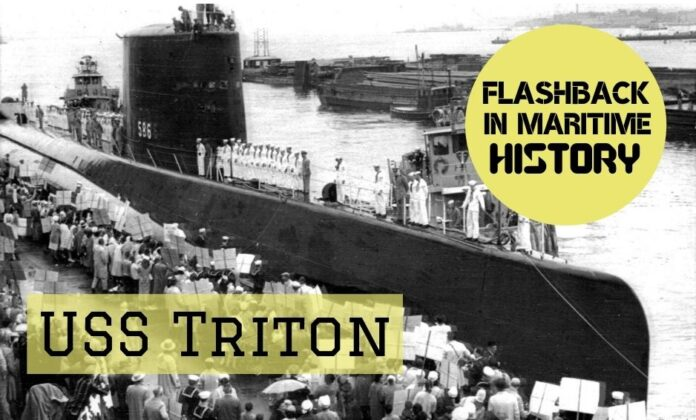 FLASHBACK
IN MARITIME
HISTORY
586
USS TRITON